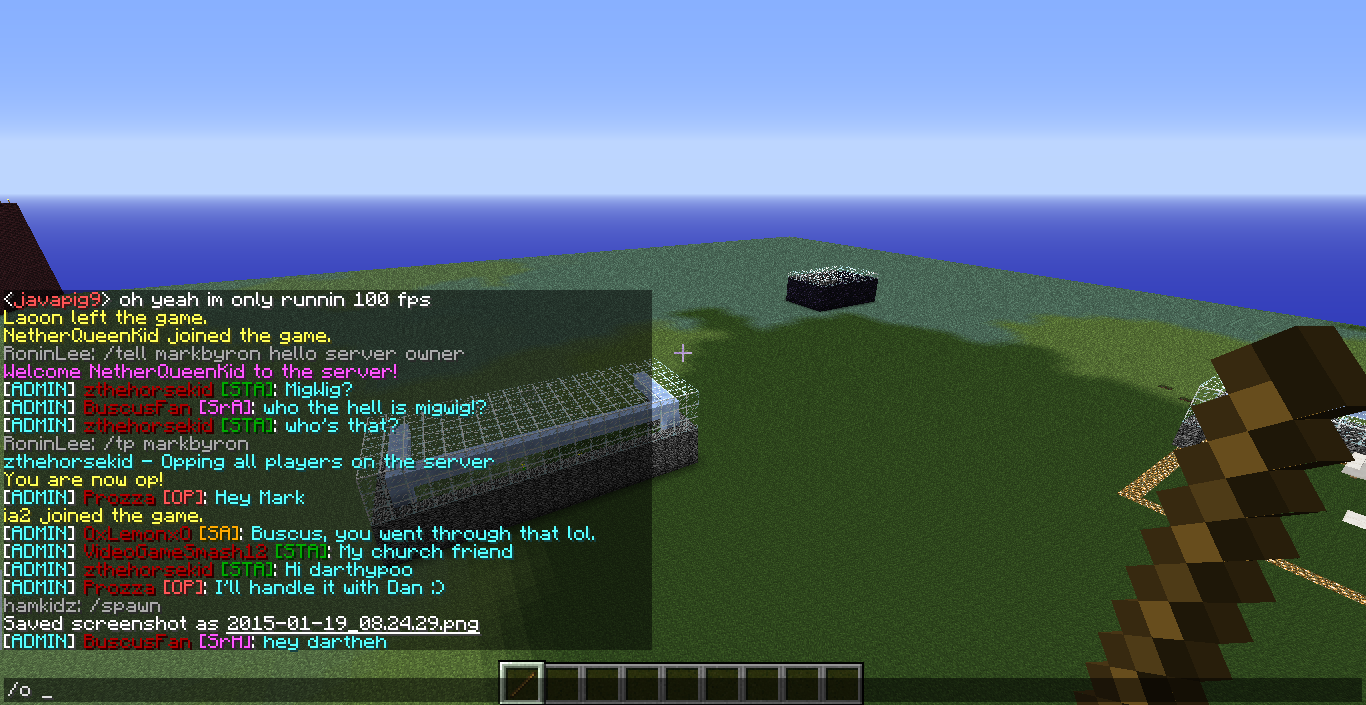 <javapig9> oh yeah im only runnin 100 fps
Laoon left the game.
NetherQueenKid joined the game.
RoninLee: /tell markbyron hello server owner
Welcome NetherQueenKid to the server!
[ADMIN] zthehorsekid [STA]: MigWig?
[ADMIN] BuscusFan [SrA]: who the hell is migwig!?
[ADMIN] zthehorsekid [STA]: who's that?
RoninLee: /tp markbyron
zthehorsekid - Opping all players on the server
You are now op!
[ADMIN] Prozza [OP]: Hey Mark
ia2 joined the game.
[ADMIN] OxLemonxO [SA]: Buscus, you went through that lol.
[ADMIN] VideoGameSmash12 [STA]: My church friend
[ADMIN] zthehorsekid [STA]: Hi darthypoo
[ADMIN] Prozza [OP]: I'll handle it with Dan :)
hamkidz: /spawn
Saved screenshot as 2015-01-19_08.24.29.png
[ADMIN] BuscusFan [SrA]: hey dartheh
/o _